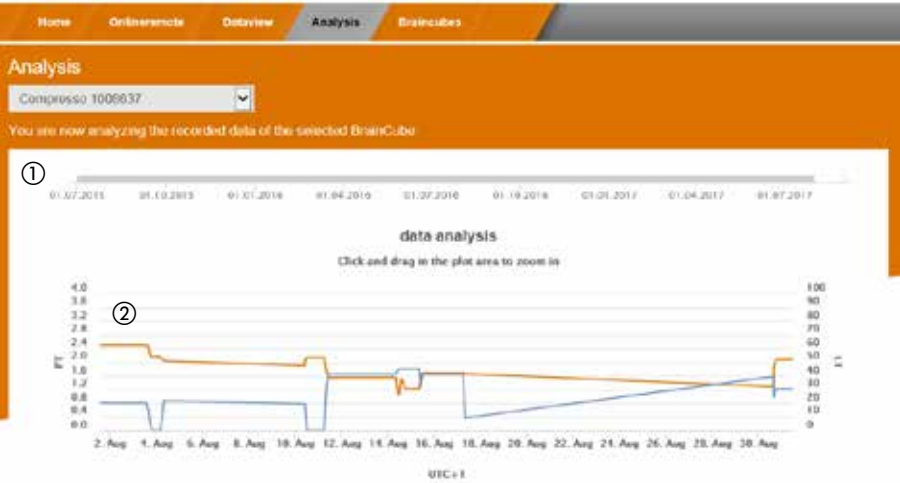 Home Onlineremote Dataview Analysis Braincubes
Analysis
Compresso 1008637
You are now analyzing the recorded data of the selected BrainCube
①
01.07.2015 01.10.2015 01.01.2016 01.04.2016 01.07.2016 01.10.2016 01.01.2017 01.04.2017 01.07.2017
data analysis
Click and drag in the plot area to zoom in
②
4.0 100
3.6 90
3.2 80
2.8 70
2.4 60
2.0 50
1.6 40
1.2 30
0.8 20
0.4 10
0.0 0
2. Aug 4. Aug 6. Aug 8. Aug 10. Aug 12. Aug 14. Aug 16. Aug 18. Aug 20. Aug 22. Aug 24. Aug 26. Aug 28. Aug 30. Aug
UTC+1